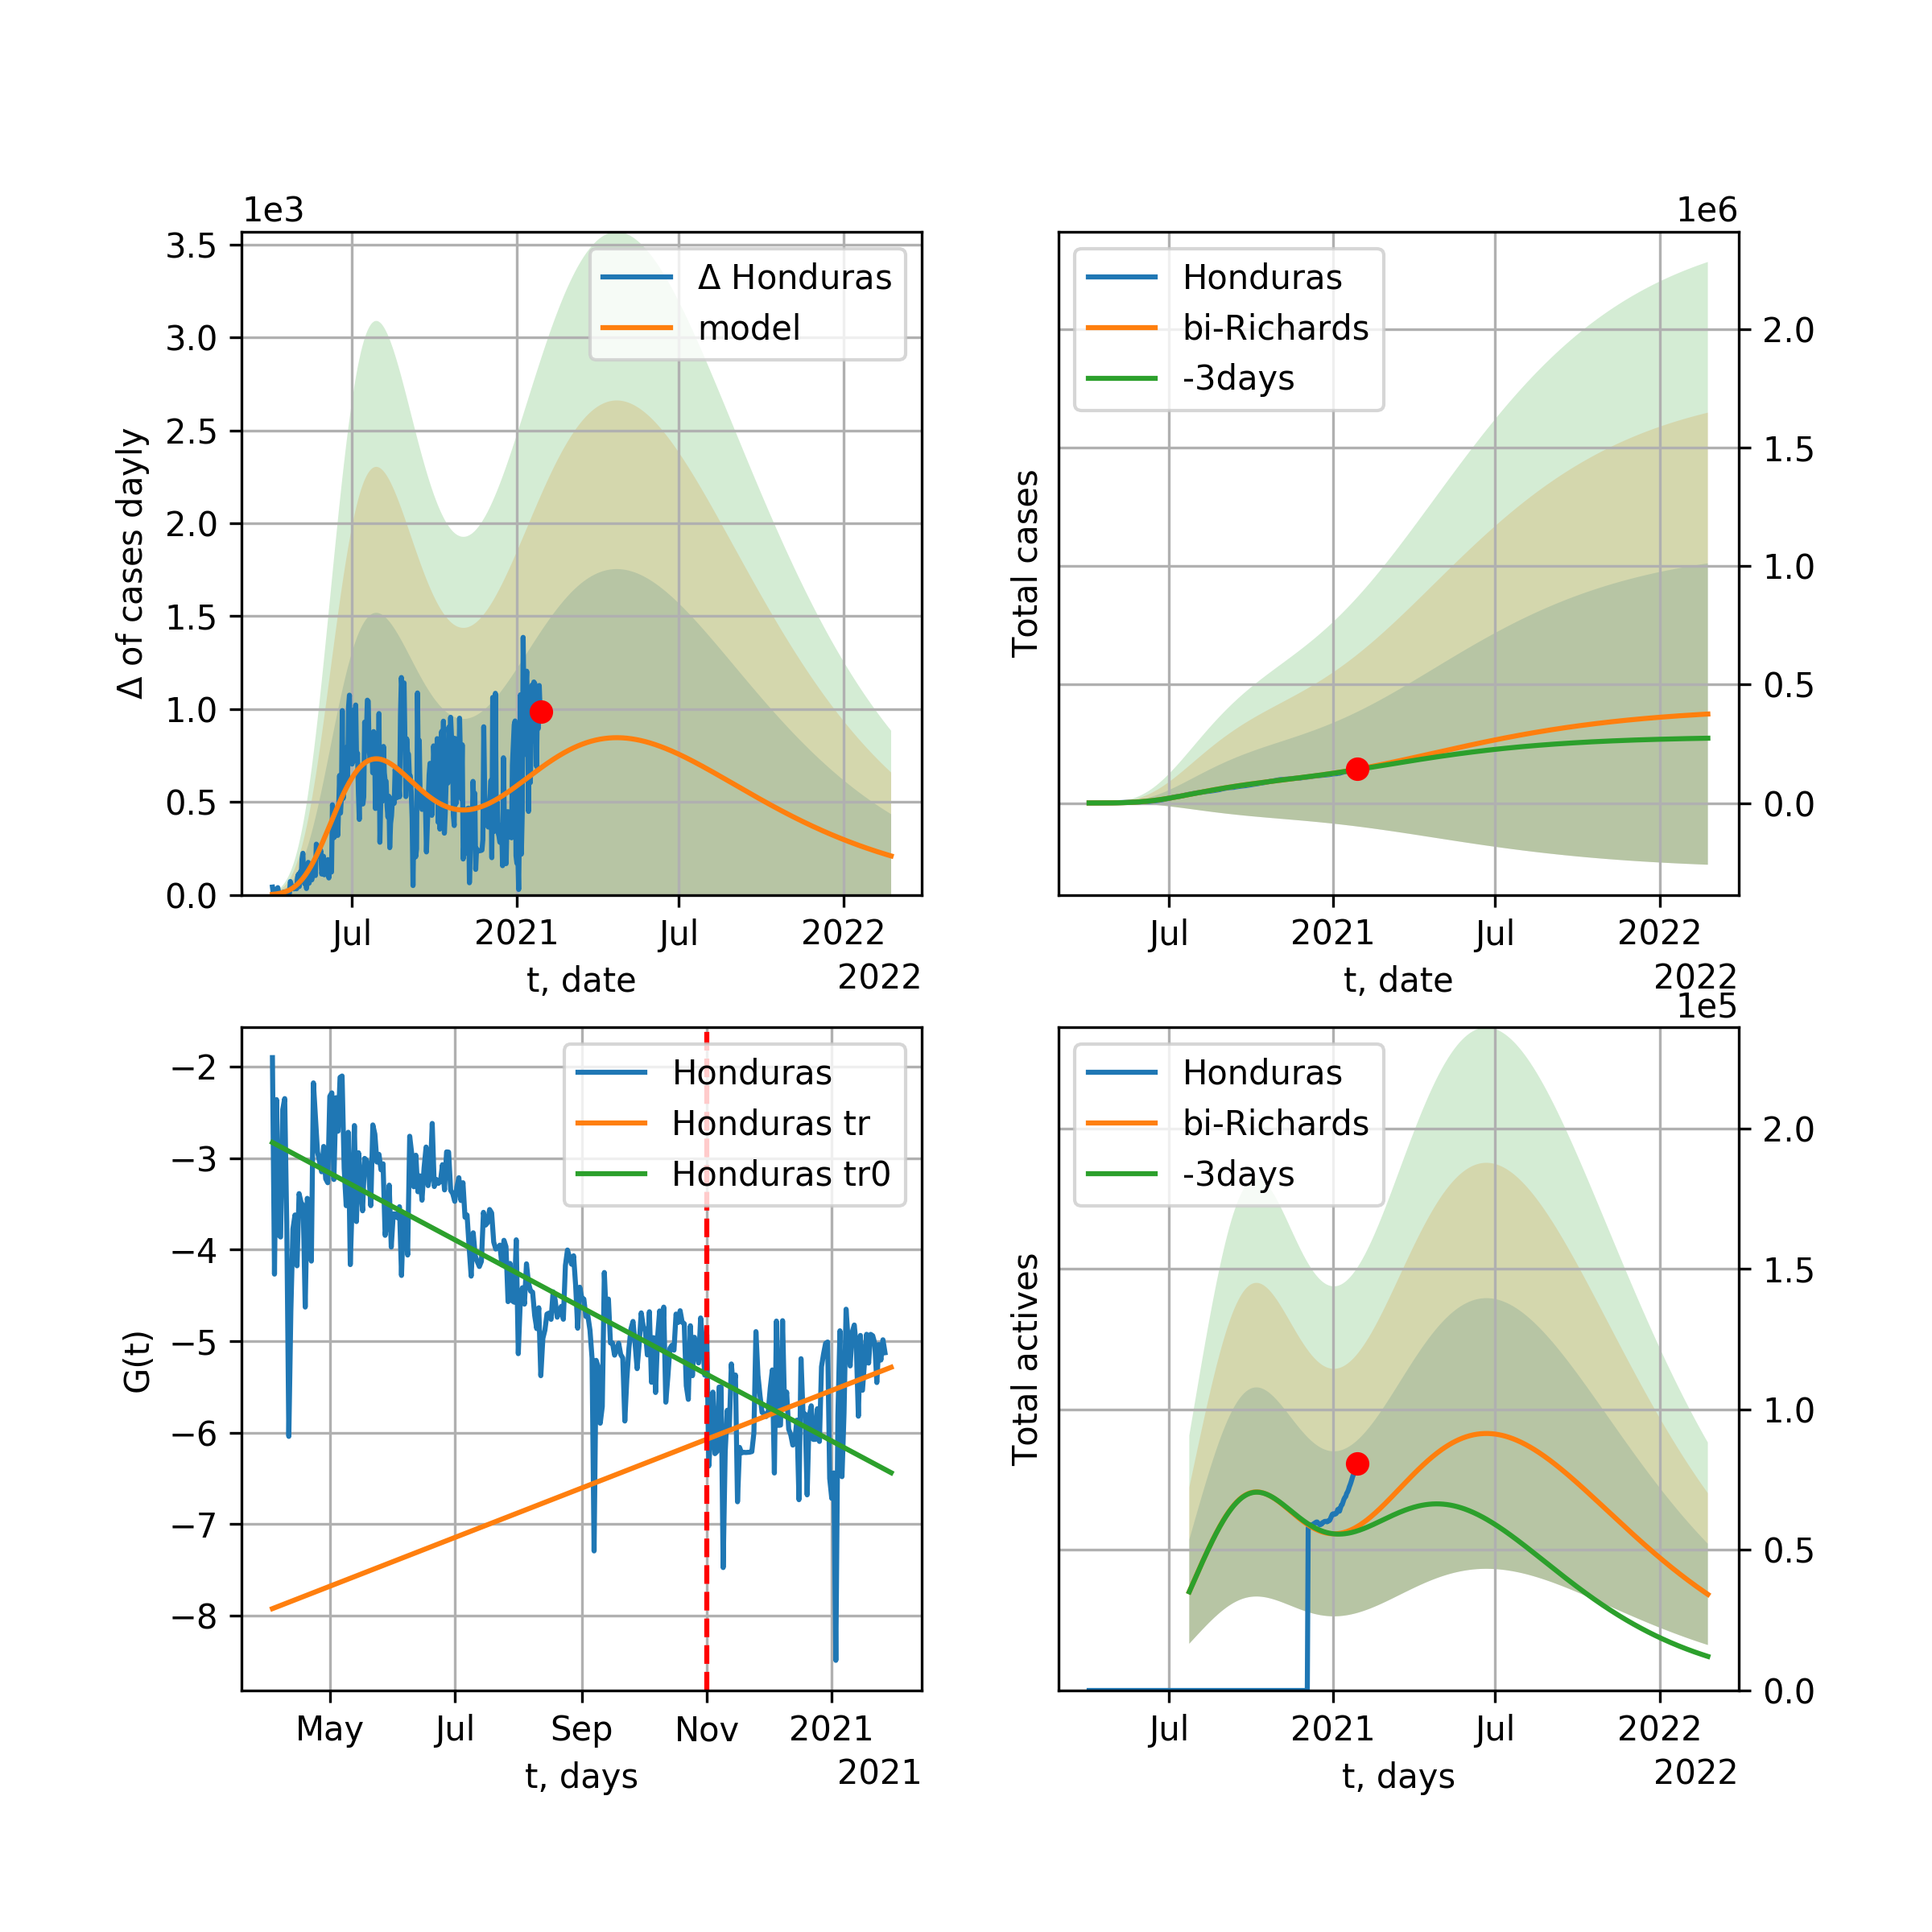 1e3
3.5
3.0
2.5
2.0
1.5
1.0
0.5
0.0
Δ of cases dayly
Δ Honduras
model
Jul
2021
Jul
2022
t, date
2022
1e6
Honduras
bi-Richards
-3days
Total cases
2.0
1.5
1.0
0.5
0.0
Jul
2021
Jul
2022
t, date
2022
−2
−3
−4
−5
−6
−7
−8
G(t)
Honduras
Honduras tr
Honduras tr0
May
Jul
Sep
Nov
2021
t, days
2021
1e5
Honduras
bi-Richards
-3days
Total actives
2.0
1.5
1.0
0.5
0.0
Jul
2021
Jul
2022
t, days
2022